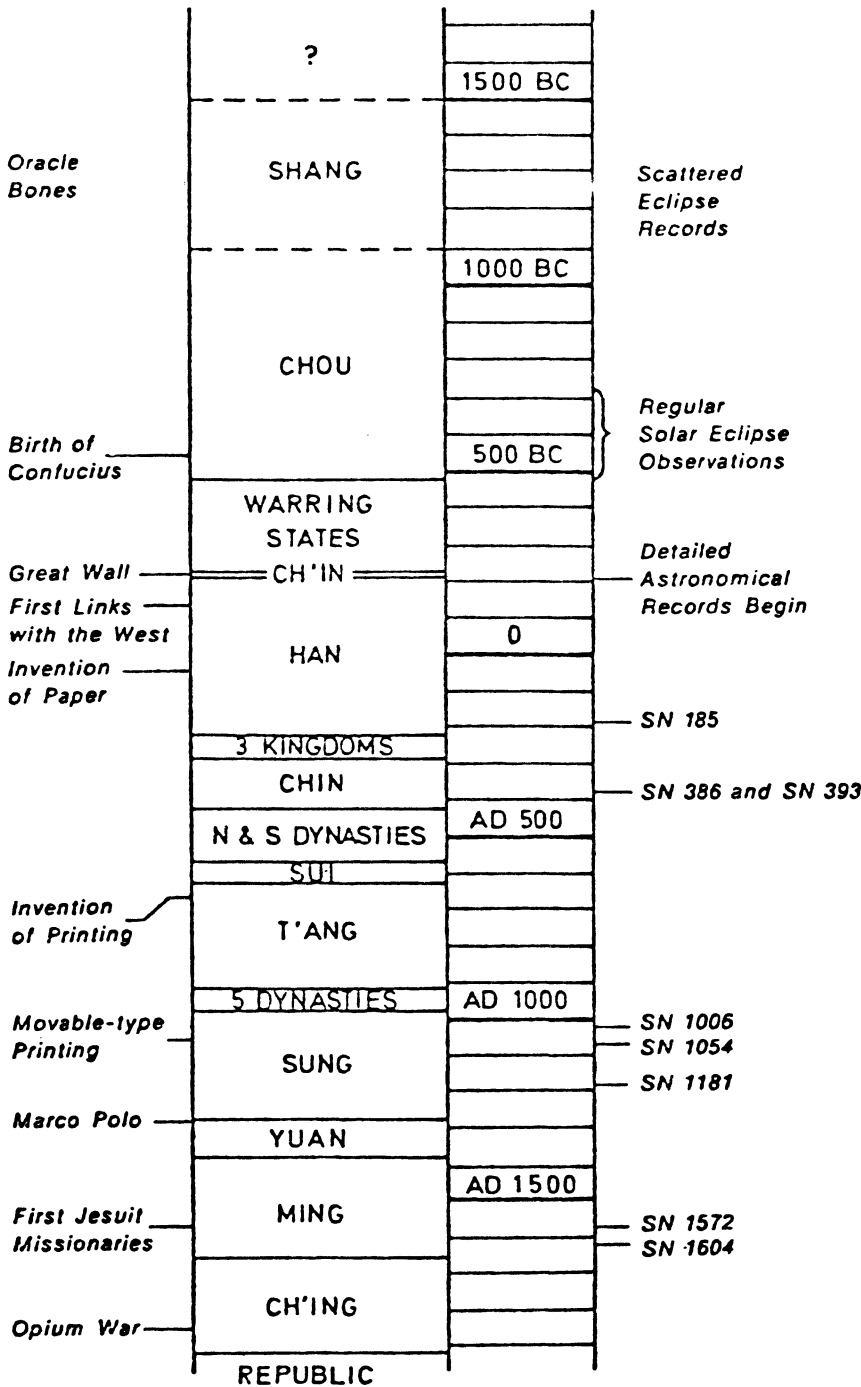 ?
1500 BC
Oracle
Bones
SHANG
Scattered
Eclipse
Records
1000 BC
CHOU
Regular
Solar Eclipse
Observations
Birth of
Confucius
500 BC
WARRING
STATES
Great Wall
CH'IN
Detailed
Astronomical
Records Begin
First Links
with the West
HAN
0
Invention
of Paper
SN 185
3 KINGDOMS
CHIN
SN 386 and SN 393
AD 500
N & S DYNASTIES
SUI
Invention
of Printing
T'ANG
5 DYNASTIES
AD 1000
Movable-type
Printing
SN 1006
SN 1054
SUNG
SN 1181
Marco Polo
YUAN
AD 1500
First Jesuit
Missionaries
MING
SN 1572
SN 1604
CH'ING
Opium War
REPUBLIC